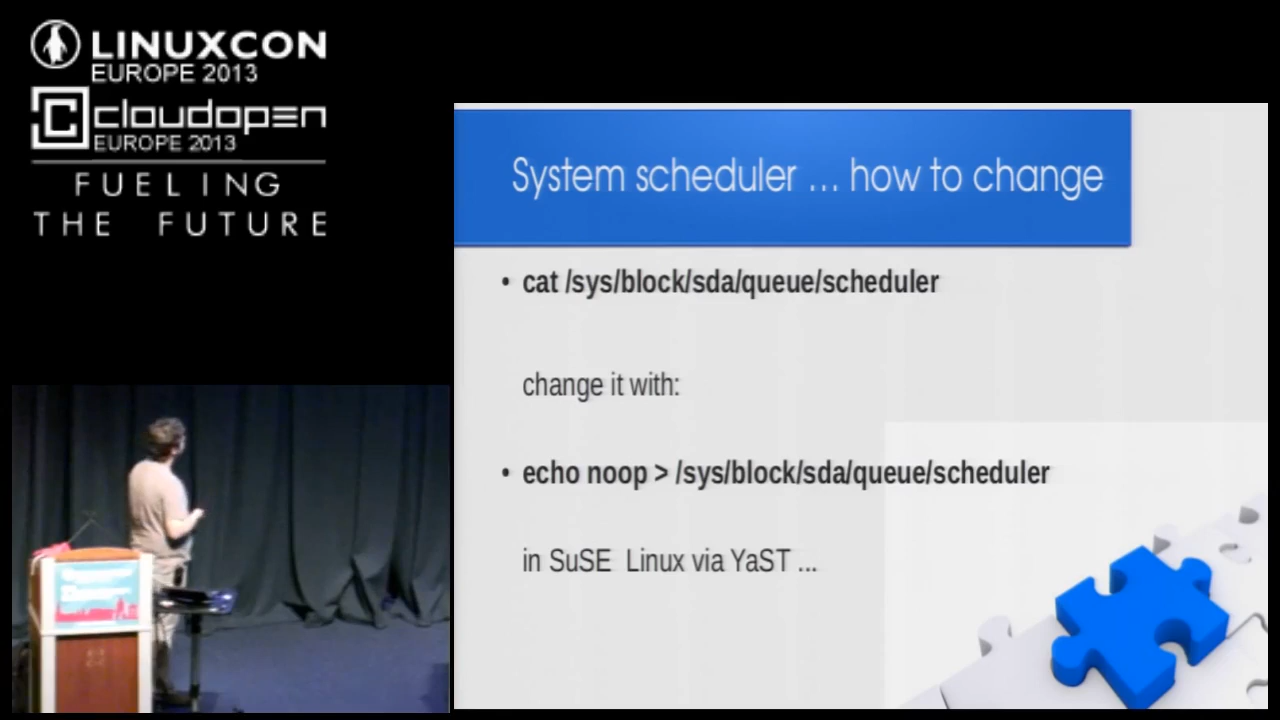 LINUXCON
EUROPE 2013
cloudopen
EUROPE 2013
FUELING
THE FUTURE
System scheduler ... how to change
• cat /sys/block/sda/queue/scheduler
change it with:
• echo noop > /sys/block/sda/queue/scheduler
in SuSE Linux via YaST ...